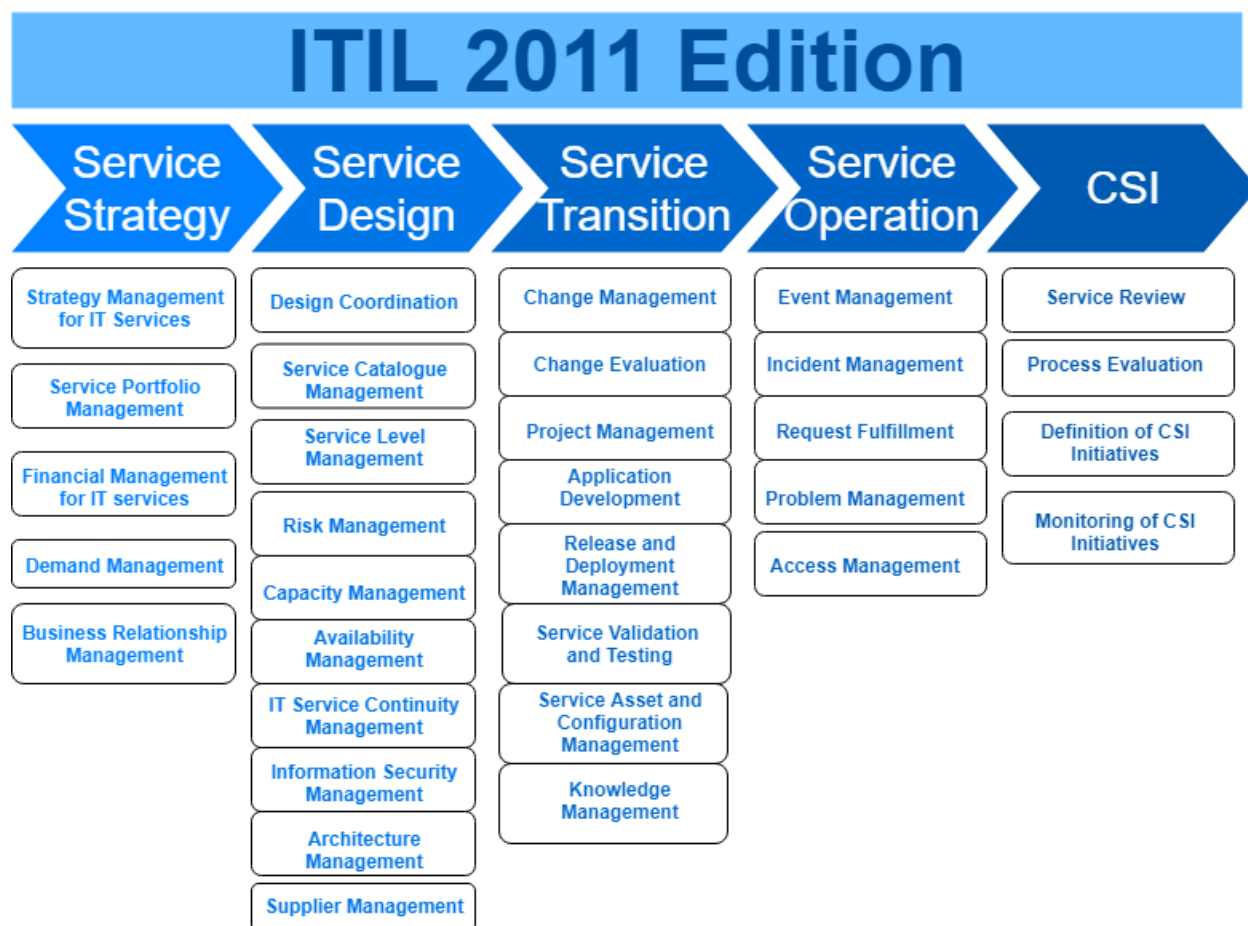 ITIL 2011 Edition
Service
Strategy
Service
Design
Service
Transition
Service
Operation
CSI
Strategy Management
for IT Services
Service Portfolio
Management
Financial Management
for IT services
Demand Management
Business Relationship
Management
Design Coordination
Service Catalogue
Management
Service Level
Management
Risk Management
Capacity Management
Availability
Management
IT Service Continuity
Management
Information Security
Management
Architecture
Management
Supplier Management
Change Management
Change Evaluation
Project Management
Application
Development
Release and
Deployment
Management
Service Validation
and Testing
Service Asset and
Configuration
Management
Knowledge
Management
Event Management
Incident Management
Request Fulfillment
Problem Management
Access Management
Service Review
Process Evaluation
Definition of CSI
Initiatives
Monitoring of CSI
Initiatives